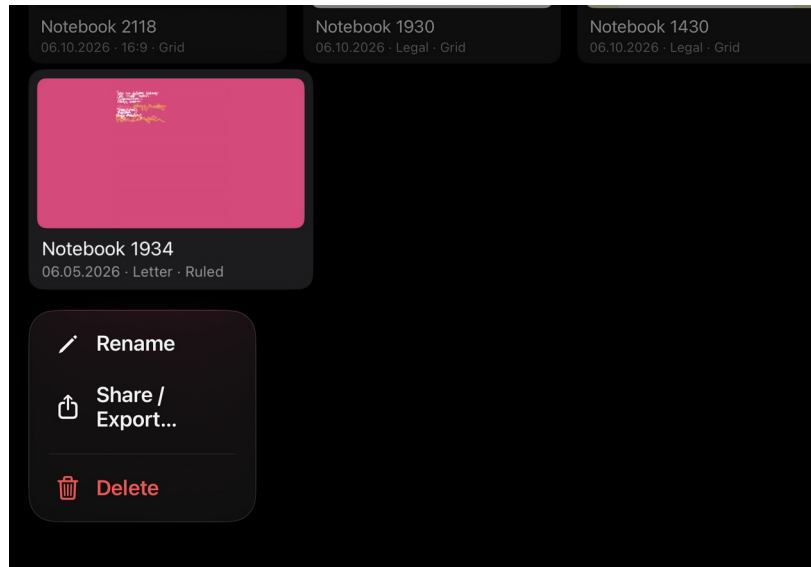 Notebook 2118
06.10.2026 · 16:9 · Grid
Notebook 1930
06.10.2026 · Legal · Grid
Notebook 1430
06.10.2026 · Legal · Grid
Notebook 1934
06.05.2026 · Letter · Ruled
Rename
Share /
Export...
Delete